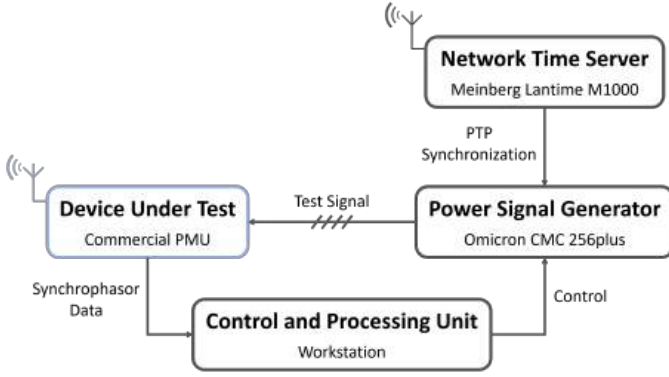 Network Time Server
Meinberg Lantime M1000
PTP
Synchronization
Device Under Test
Commercial PMU
Test Signal
Power Signal Generator
Omicron CMC 256plus
Synchrophasor
Data
Control and Processing Unit
Workstation
Control